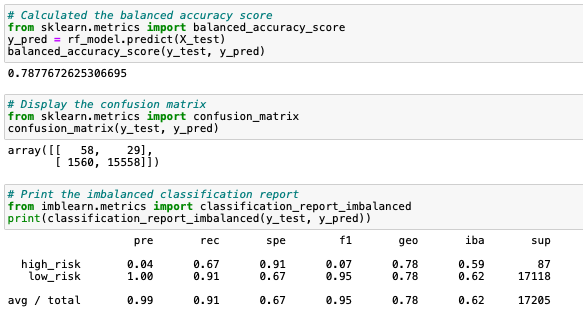 # Calculated the balanced accuracy score
from sklearn.metrics import balanced_accuracy_score
y_pred = rf_model.predict(X_test)
balanced_accuracy_score(y_test, y_pred)
0.7877672625306695
# Display the confusion matrix
from sklearn.metrics import confusion_matrix
confusion_matrix(y_test, y_pred)
array([[   58,    29],
       [ 1560, 15558]])
# Print the imbalanced classification report
from imblearn.metrics import classification_report_imbalanced
print(classification_report_imbalanced(y_test, y_pred))
                   pre       rec       spe        f1       geo       iba       sup
  high_risk       0.04      0.67      0.91      0.07      0.78      0.59        87
   low_risk       1.00      0.91      0.67      0.95      0.78      0.62     17118
avg / total       0.99      0.91      0.67      0.95      0.78      0.62     17205